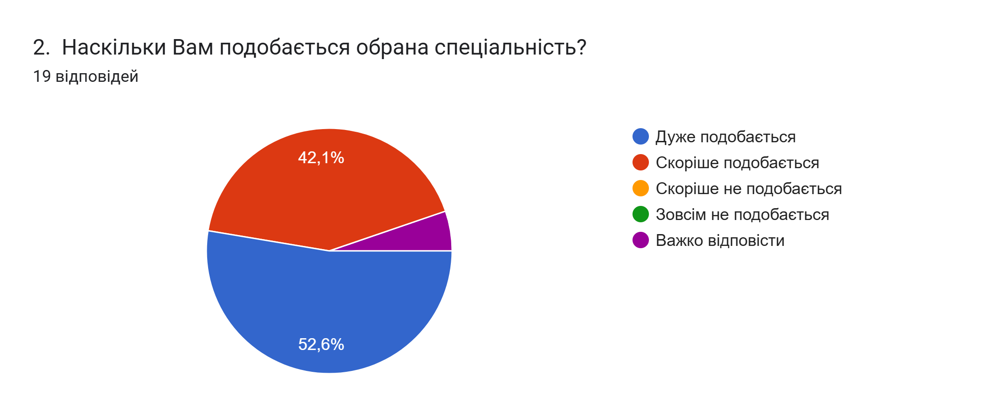 2. Наскільки Вам подобається обрана спеціальність?
19 відповідей
42,1%
52,6%
Дуже подобається
Скоріше подобається
Скоріше не подобається
Зовсім не подобається
Важко відповісти